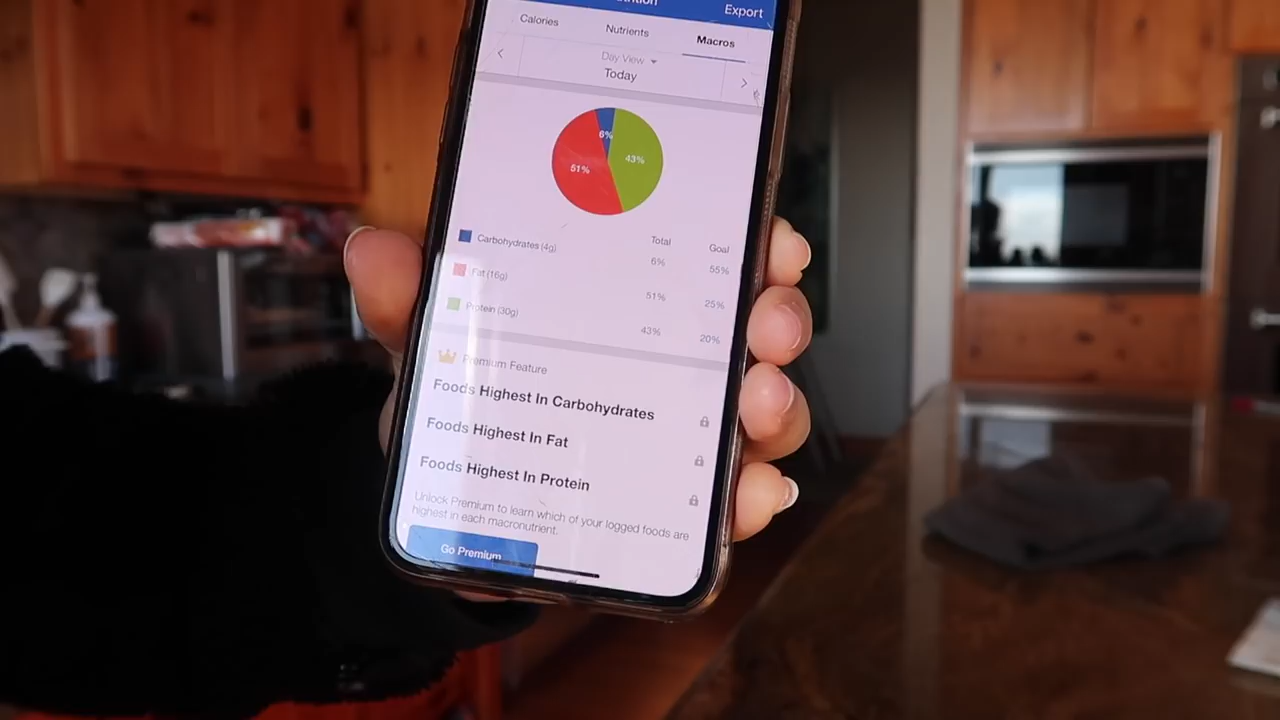 Export
Calories Nutrients Macros
Day View
Today
6%
43%
51%
Total Goal
Carbohydrates (4g) 6% 55%
Fat (16g) 51% 25%
Protein (30g) 43% 20%
Premium Feature
Foods Highest In Carbohydrates
Foods Highest In Fat
Foods Highest In Protein
Unlock Premium to learn which of your logged foods are
highest in each macronutrient.
Go Premium